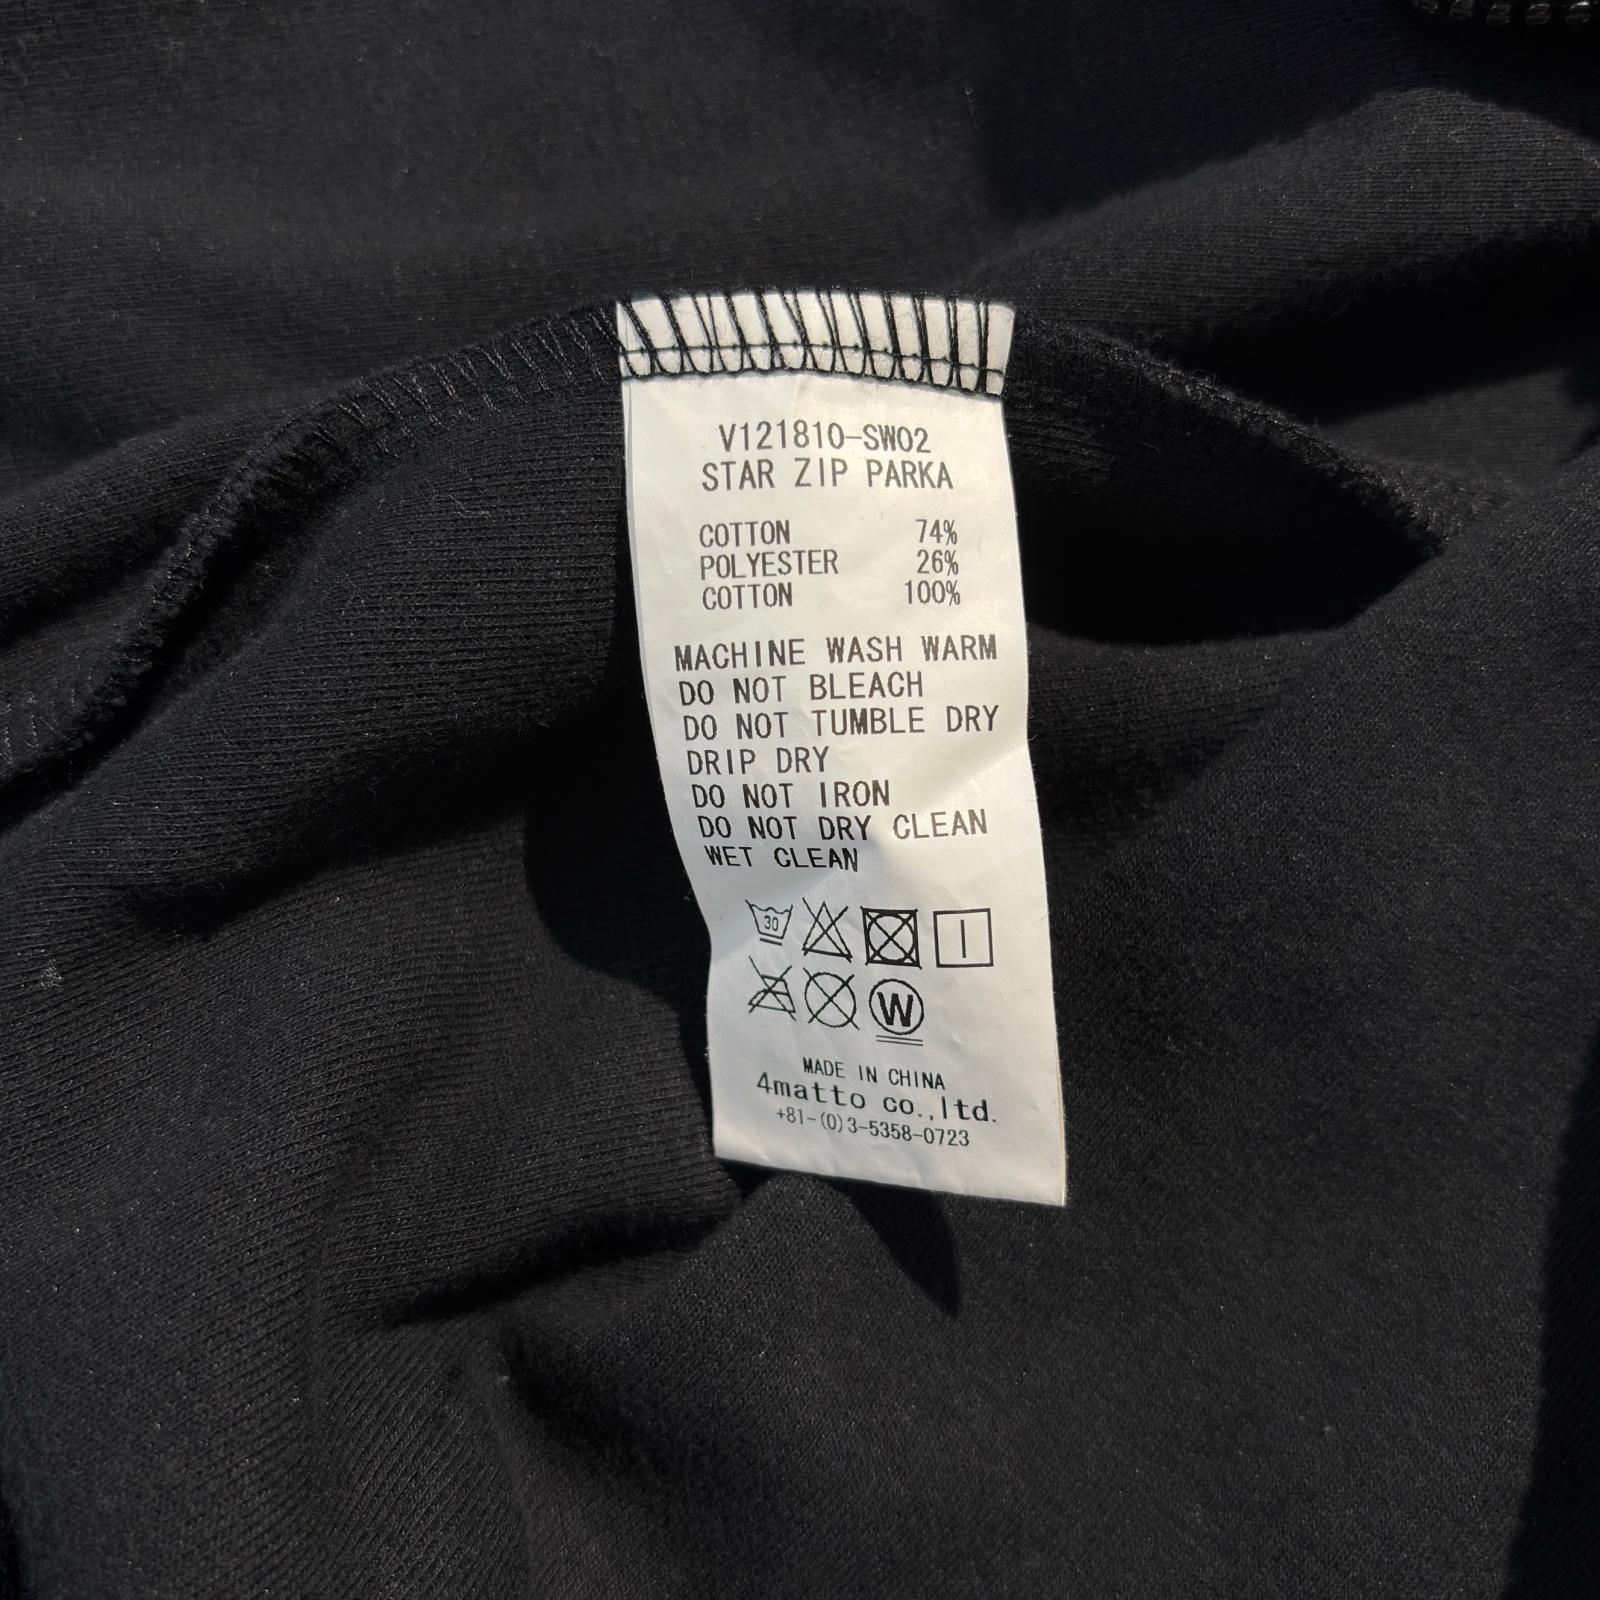 V121810-SW02
STAR ZIP PARKA
COTTON 74%
POLYESTER 26%
COTTON 100%
MACHINE WASH WARM
DO NOT BLEACH
DO NOT TUMBLE DRY
DRIP DRY
DO NOT IRON
DO NOT DRY CLEAN
WET CLEAN
30
W
MADE IN CHINA
4matto co.,ltd.
+81-(0)3-5358-0723